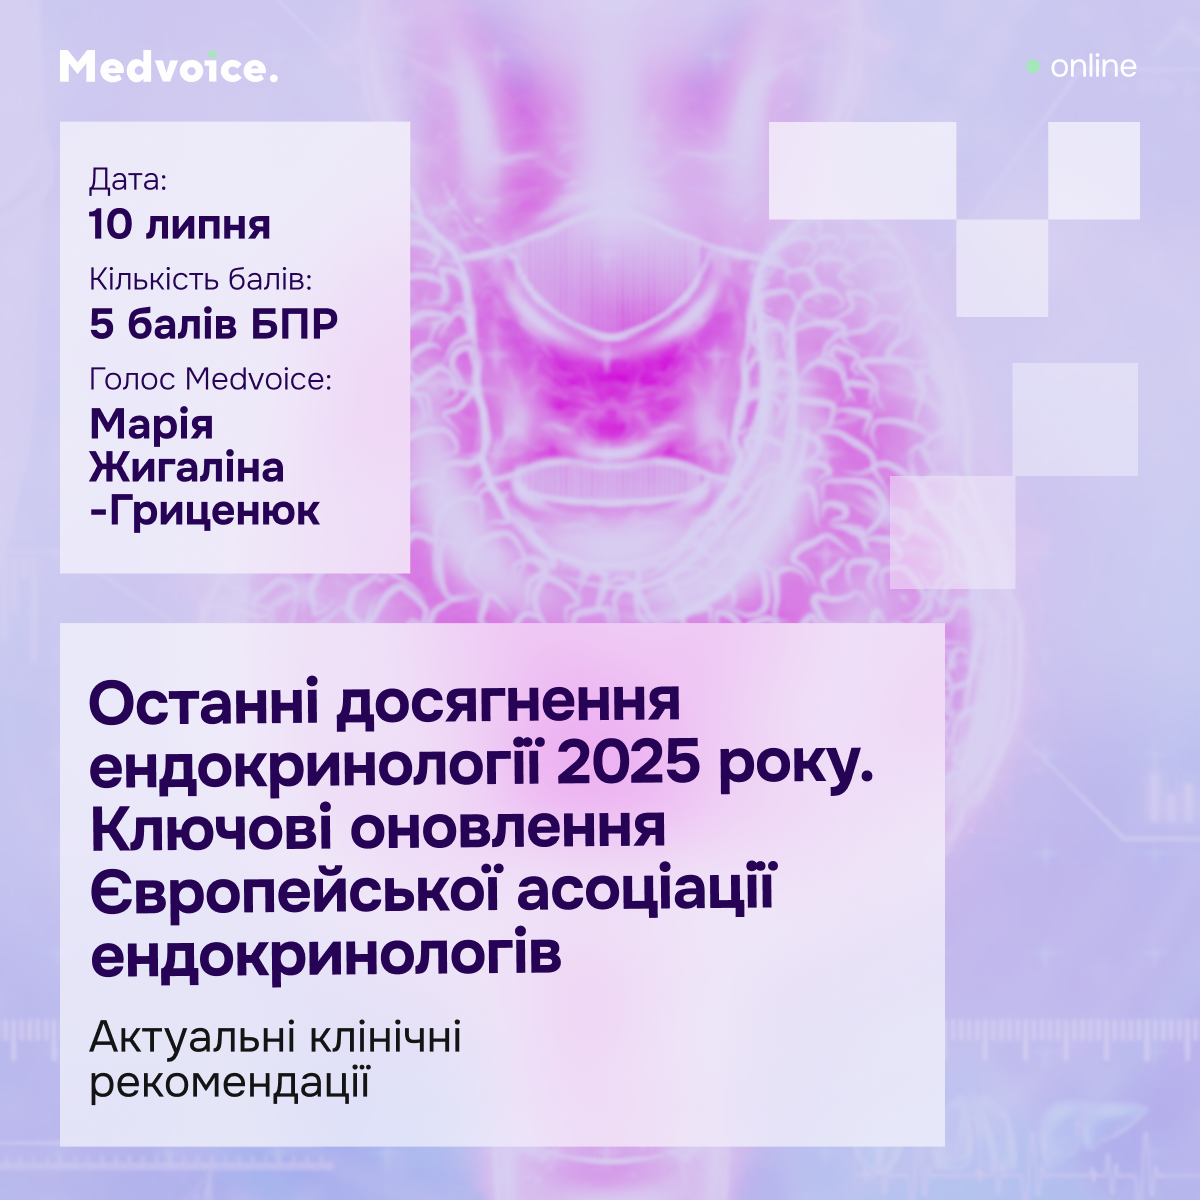 Medvoice.
online
Дата:
10 липня
Кількість балів:
5 балів БПР
Голос Medvoice:
Марія
Жигаліна
-Гриценюк
Останні досягнення
ендокринології 2025 року.
Ключові оновлення
Європейської асоціації
ендокринологів
Актуальні клінічні
рекомендації